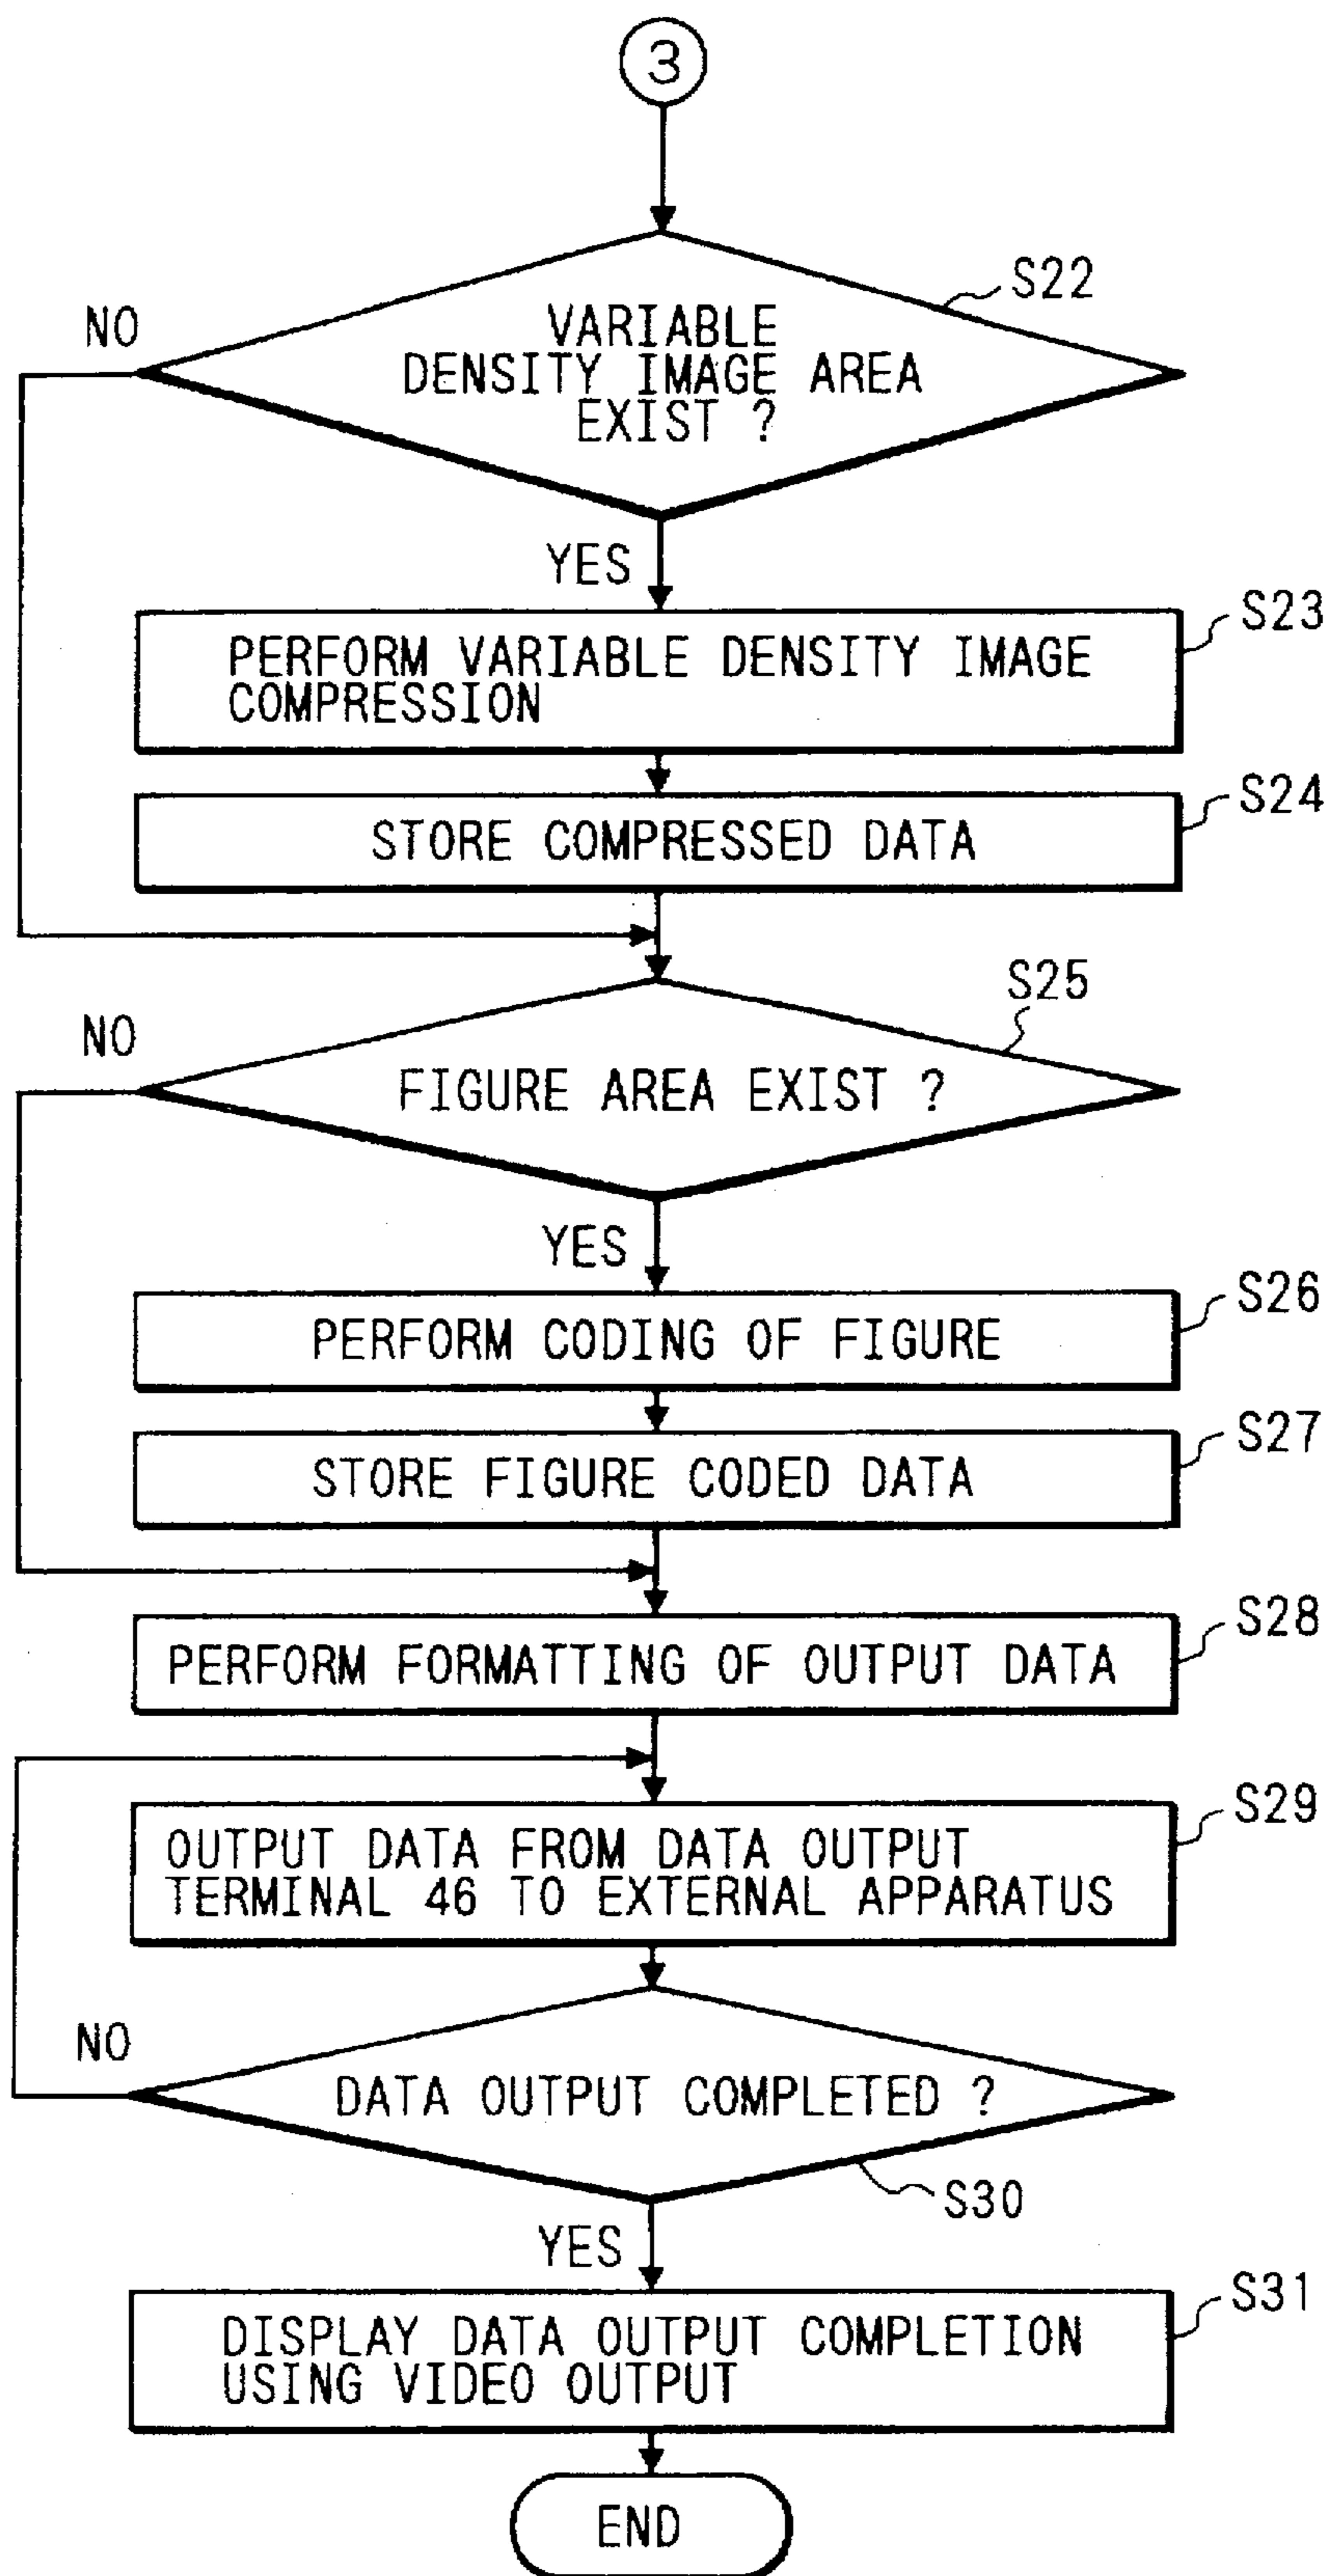 3
S22
NO
VARIABLE
DENSITY IMAGE AREA
EXIST ?
YES
S23
PERFORM VARIABLE DENSITY IMAGE
COMPRESSION
S24
STORE COMPRESSED DATA
S25
NO
FIGURE AREA EXIST ?
YES
S26
PERFORM CODING OF FIGURE
S27
STORE FIGURE CODED DATA
S28
PERFORM FORMATTING OF OUTPUT DATA
S29
OUTPUT DATA FROM DATA OUTPUT
TERMINAL 46 TO EXTERNAL APPARATUS
NO
DATA OUTPUT COMPLETED ?
S30
YES
S31
DISPLAY DATA OUTPUT COMPLETION
USING VIDEO OUTPUT
END